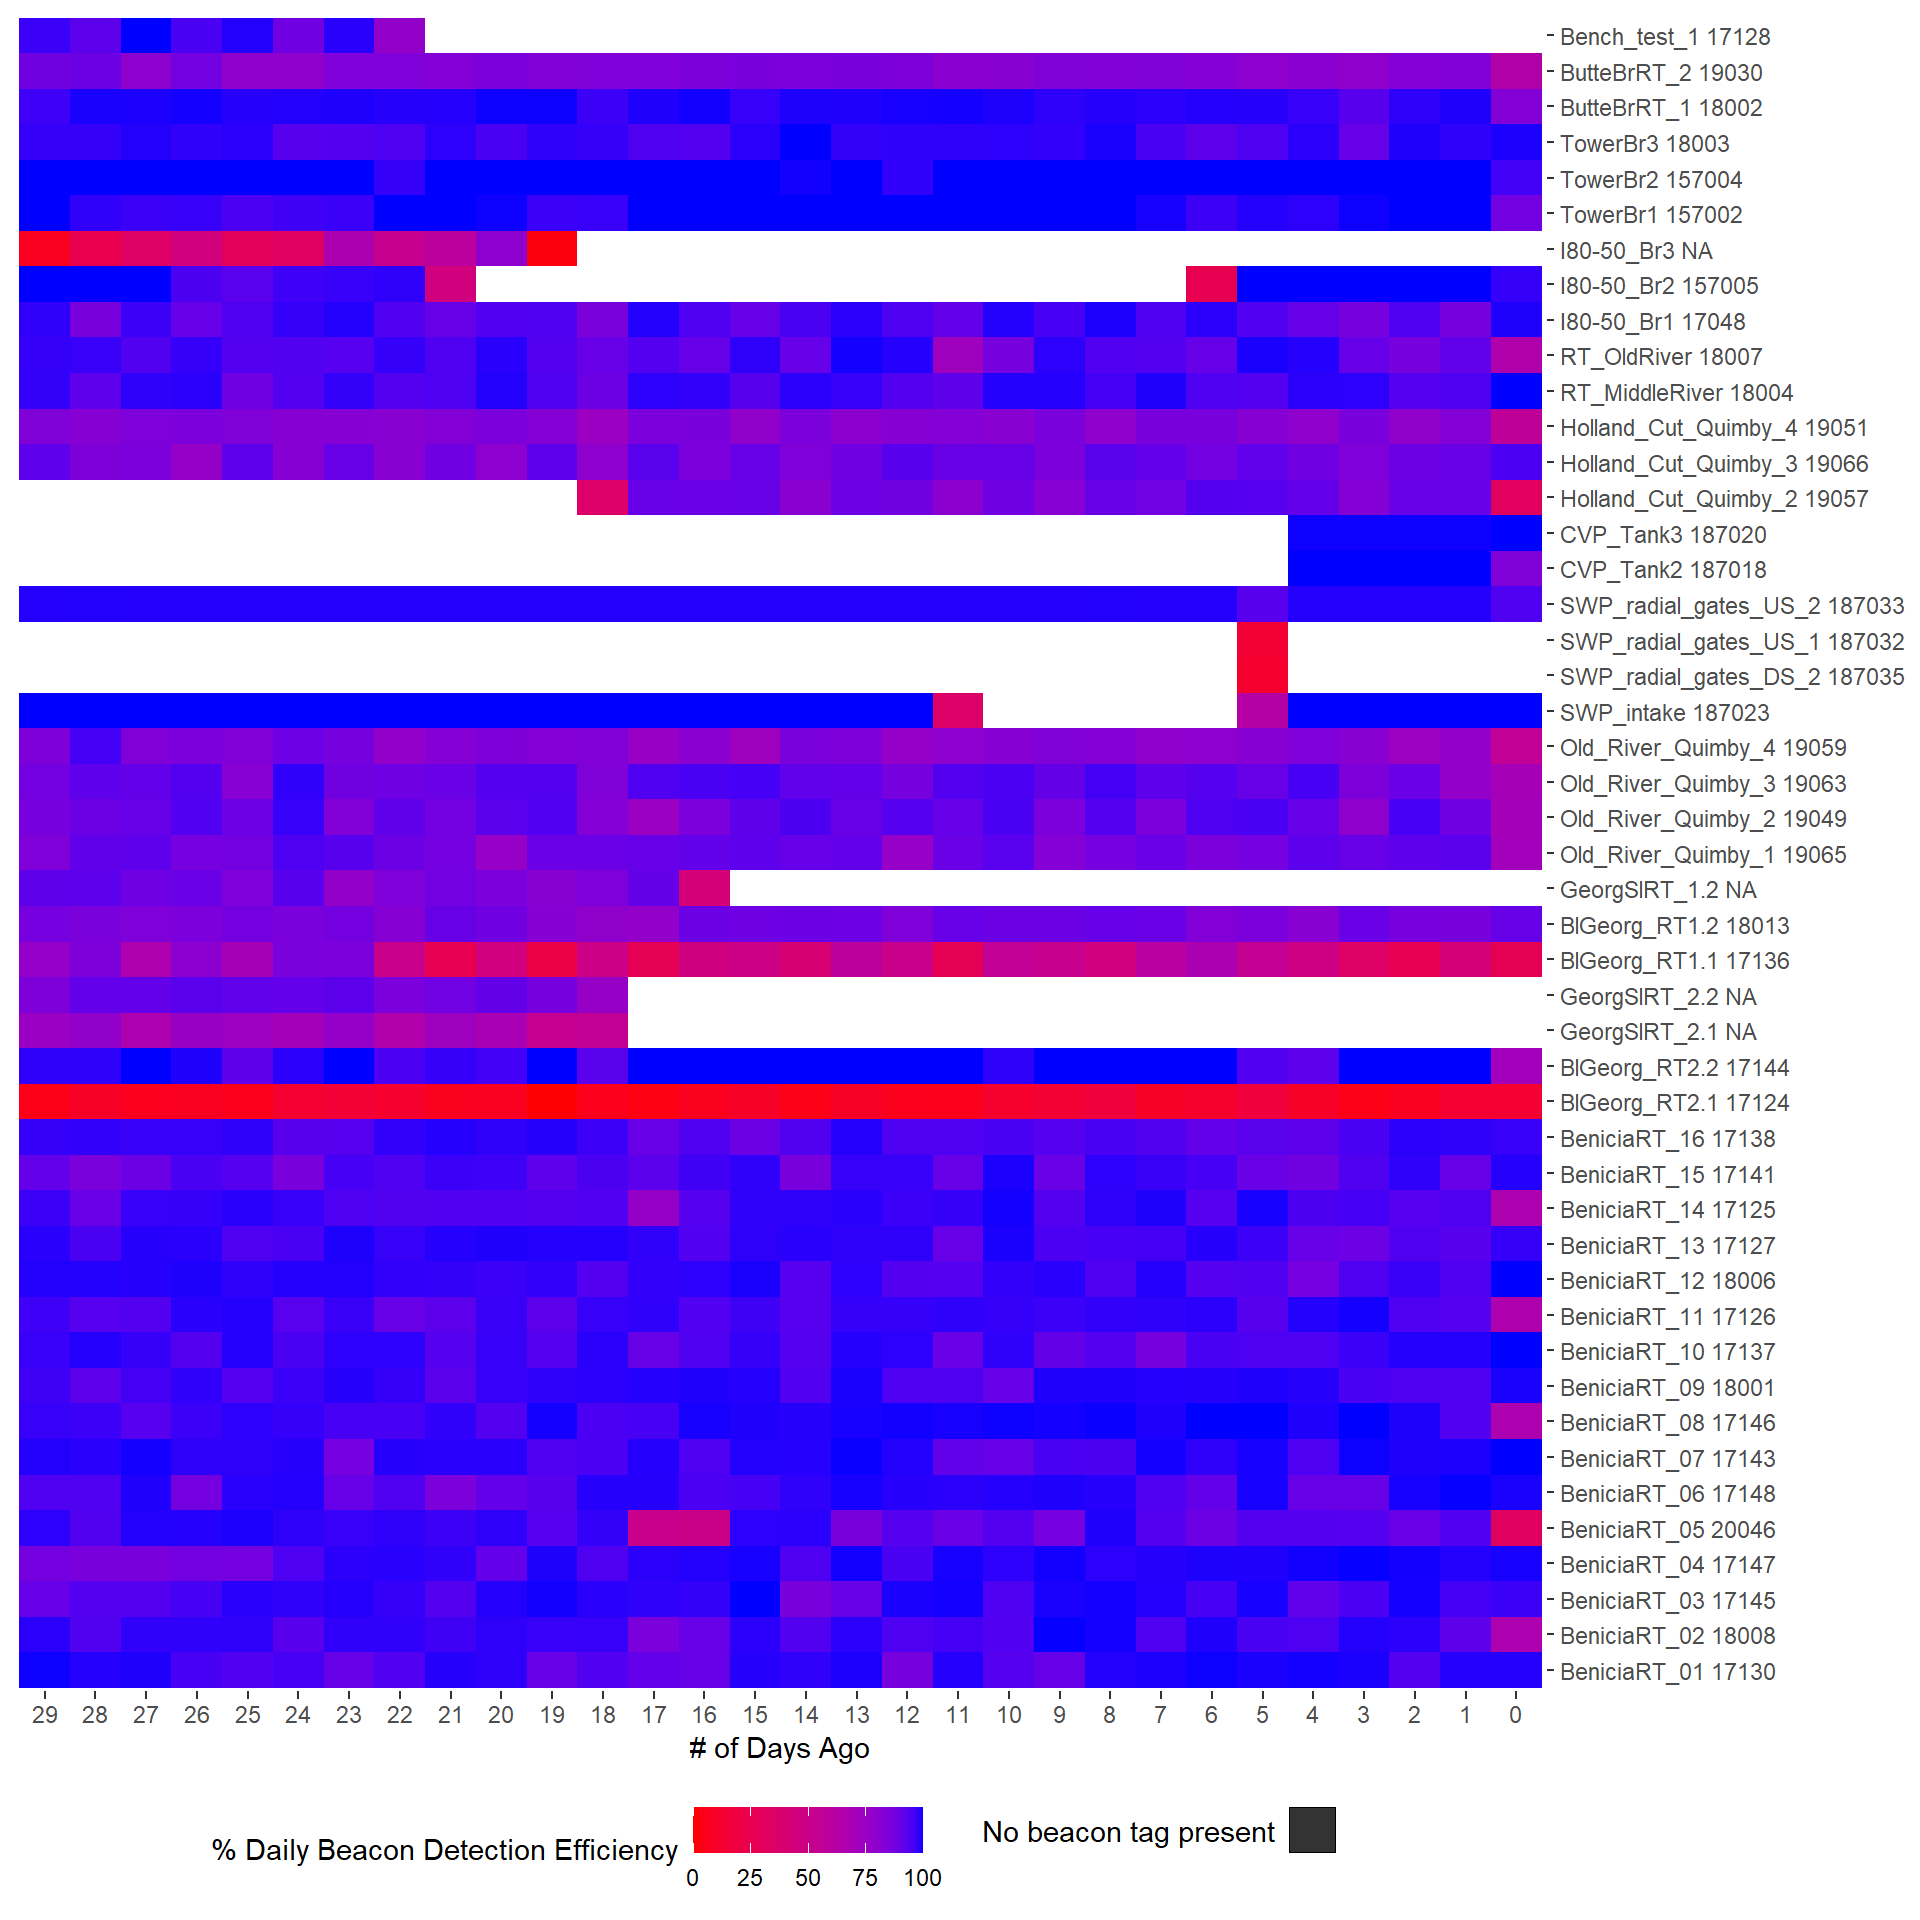 Bench_test_1 17128
ButteBrRT_2 19030
ButteBrRT_1 18002
TowerBr3 18003
TowerBr2 157004
TowerBr1 157002
I80-50_Br3 NA
I80-50_Br2 157005
I80-50_Br1 17048
RT_OldRiver 18007
RT_MiddleRiver 18004
Holland_Cut_Quimby_4 19051
Holland_Cut_Quimby_3 19066
Holland_Cut_Quimby_2 19057
CVP_Tank3 187020
CVP_Tank2 187018
SWP_radial_gates_US_2 187033
SWP_radial_gates_US_1 187032
SWP_radial_gates_DS_2 187035
SWP_intake 187023
Old_River_Quimby_4 19059
Old_River_Quimby_3 19063
Old_River_Quimby_2 19049
Old_River_Quimby_1 19065
GeorgSlRT_1.2 NA
BlGeorg_RT1.2 18013
BlGeorg_RT1.1 17136
GeorgSlRT_2.2 NA
GeorgSlRT_2.1 NA
BlGeorg_RT2.2 17144
BlGeorg_RT2.1 17124
BeniciaRT_16 17138
BeniciaRT_15 17141
BeniciaRT_14 17125
BeniciaRT_13 17127
BeniciaRT_12 18006
BeniciaRT_11 17126
BeniciaRT_10 17137
BeniciaRT_09 18001
BeniciaRT_08 17146
BeniciaRT_07 17143
BeniciaRT_06 17148
BeniciaRT_05 20046
BeniciaRT_04 17147
BeniciaRT_03 17145
BeniciaRT_02 18008
BeniciaRT_01 17130
29 28 27 26 25 24 23 22 21 20 19 18 17 16 15 14 13 12 11 10 9 8 7 6 5 4 3 2 1 0
# of Days Ago
% Daily Beacon Detection Efficiency
0 25 50 75 100
No beacon tag present